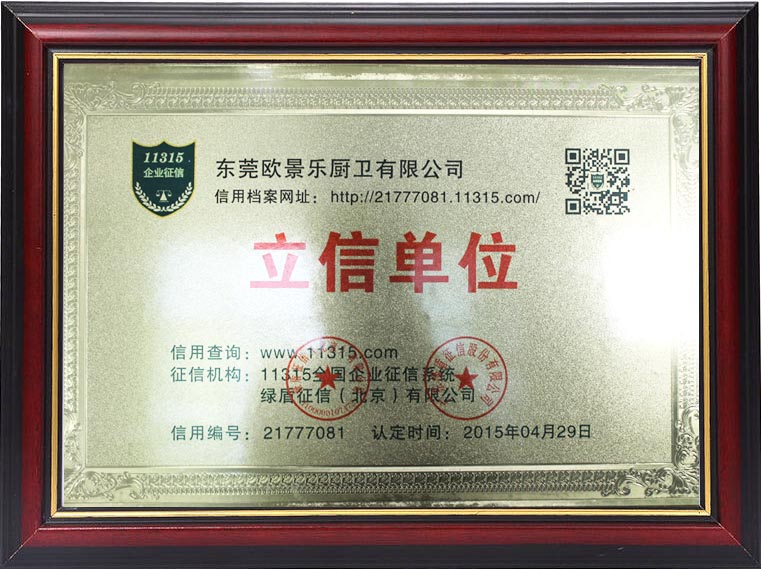 11315
企业征信
东莞欧景乐厨卫有限公司
信用档案网址：http://21777081.11315.com/
立信单位
信用查询：www.11315.com
征信机构：11315全国企业征信系统
绿盾征信（北京）有限公司
信用编号：21777081 认定时间：2015年04月29日